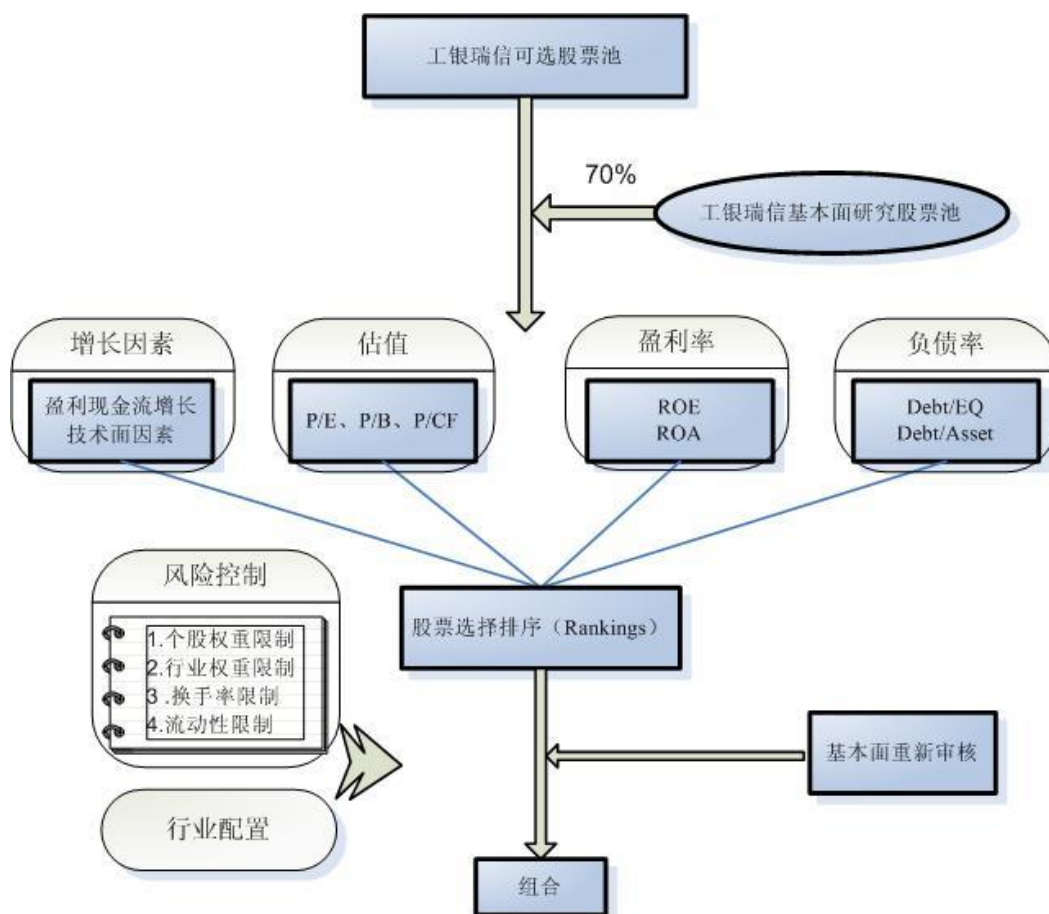 工银瑞信可选股票池
70%
工银瑞信基本面研究股票池
增长因素
盈利现金流增长
技术面因素
估值
P/E、P/B、P/CF
盈利率
ROE
ROA
负债率
Debt/EQ
Debt/Asset
风险控制
1.个股权重限制
2.行业权重限制
3 .换手率限制
4.流动性限制
行业配置
股票选择排序（Rankings）
基本面重新审核
组合